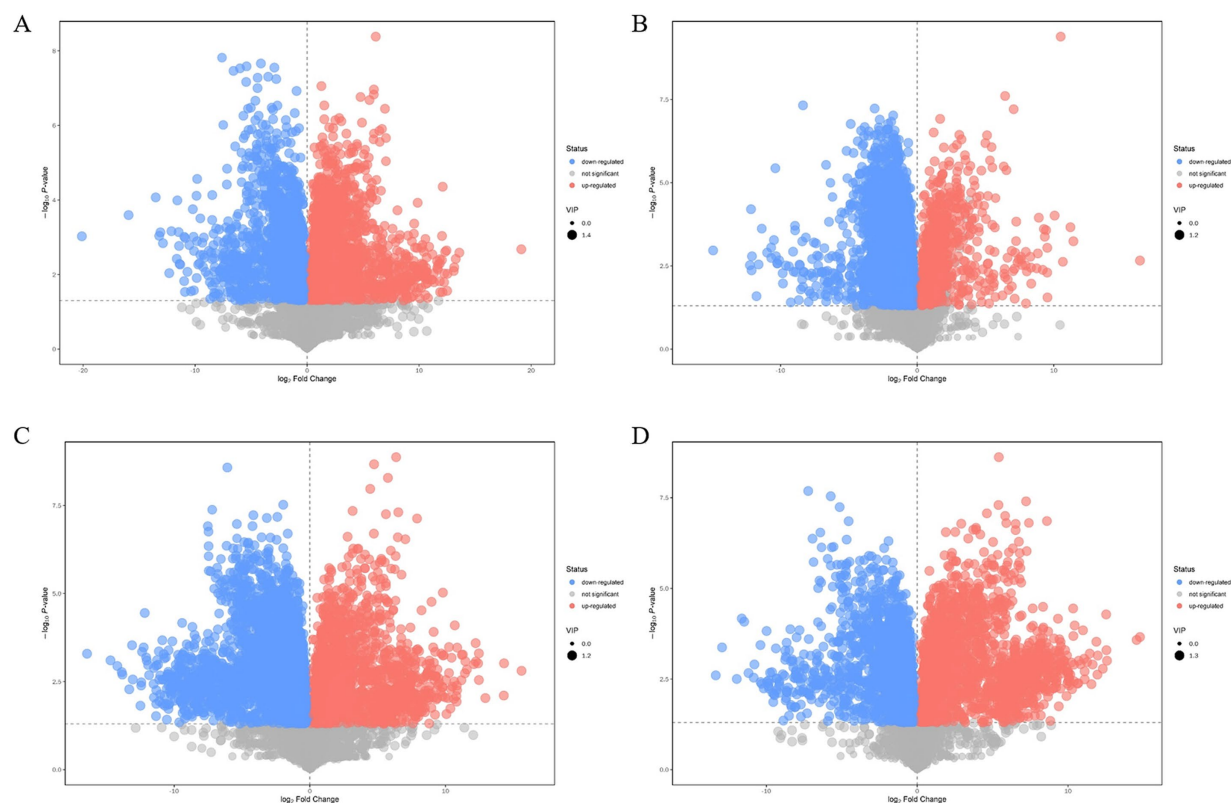 A
8
6
4
2
0
-20
-10
0
10
20
− log₁₀ P-value
log₂ Fold Change
Status
down-regulated
not significant
up-regulated
VIP
0.0
1.4
B
7.5
5.0
2.5
0.0
-10
0
10
− log₁₀ P-value
log₂ Fold Change
Status
down-regulated
not significant
up-regulated
VIP
0.0
1.2
C
7.5
5.0
2.5
0.0
-10
0
10
− log₁₀ P-value
log₂ Fold Change
Status
down-regulated
not significant
up-regulated
VIP
0.0
1.2
D
7.5
5.0
2.5
0.0
-10
0
10
− log₁₀ P-value
log₂ Fold Change
Status
down-regulated
not significant
up-regulated
VIP
0.0
1.3